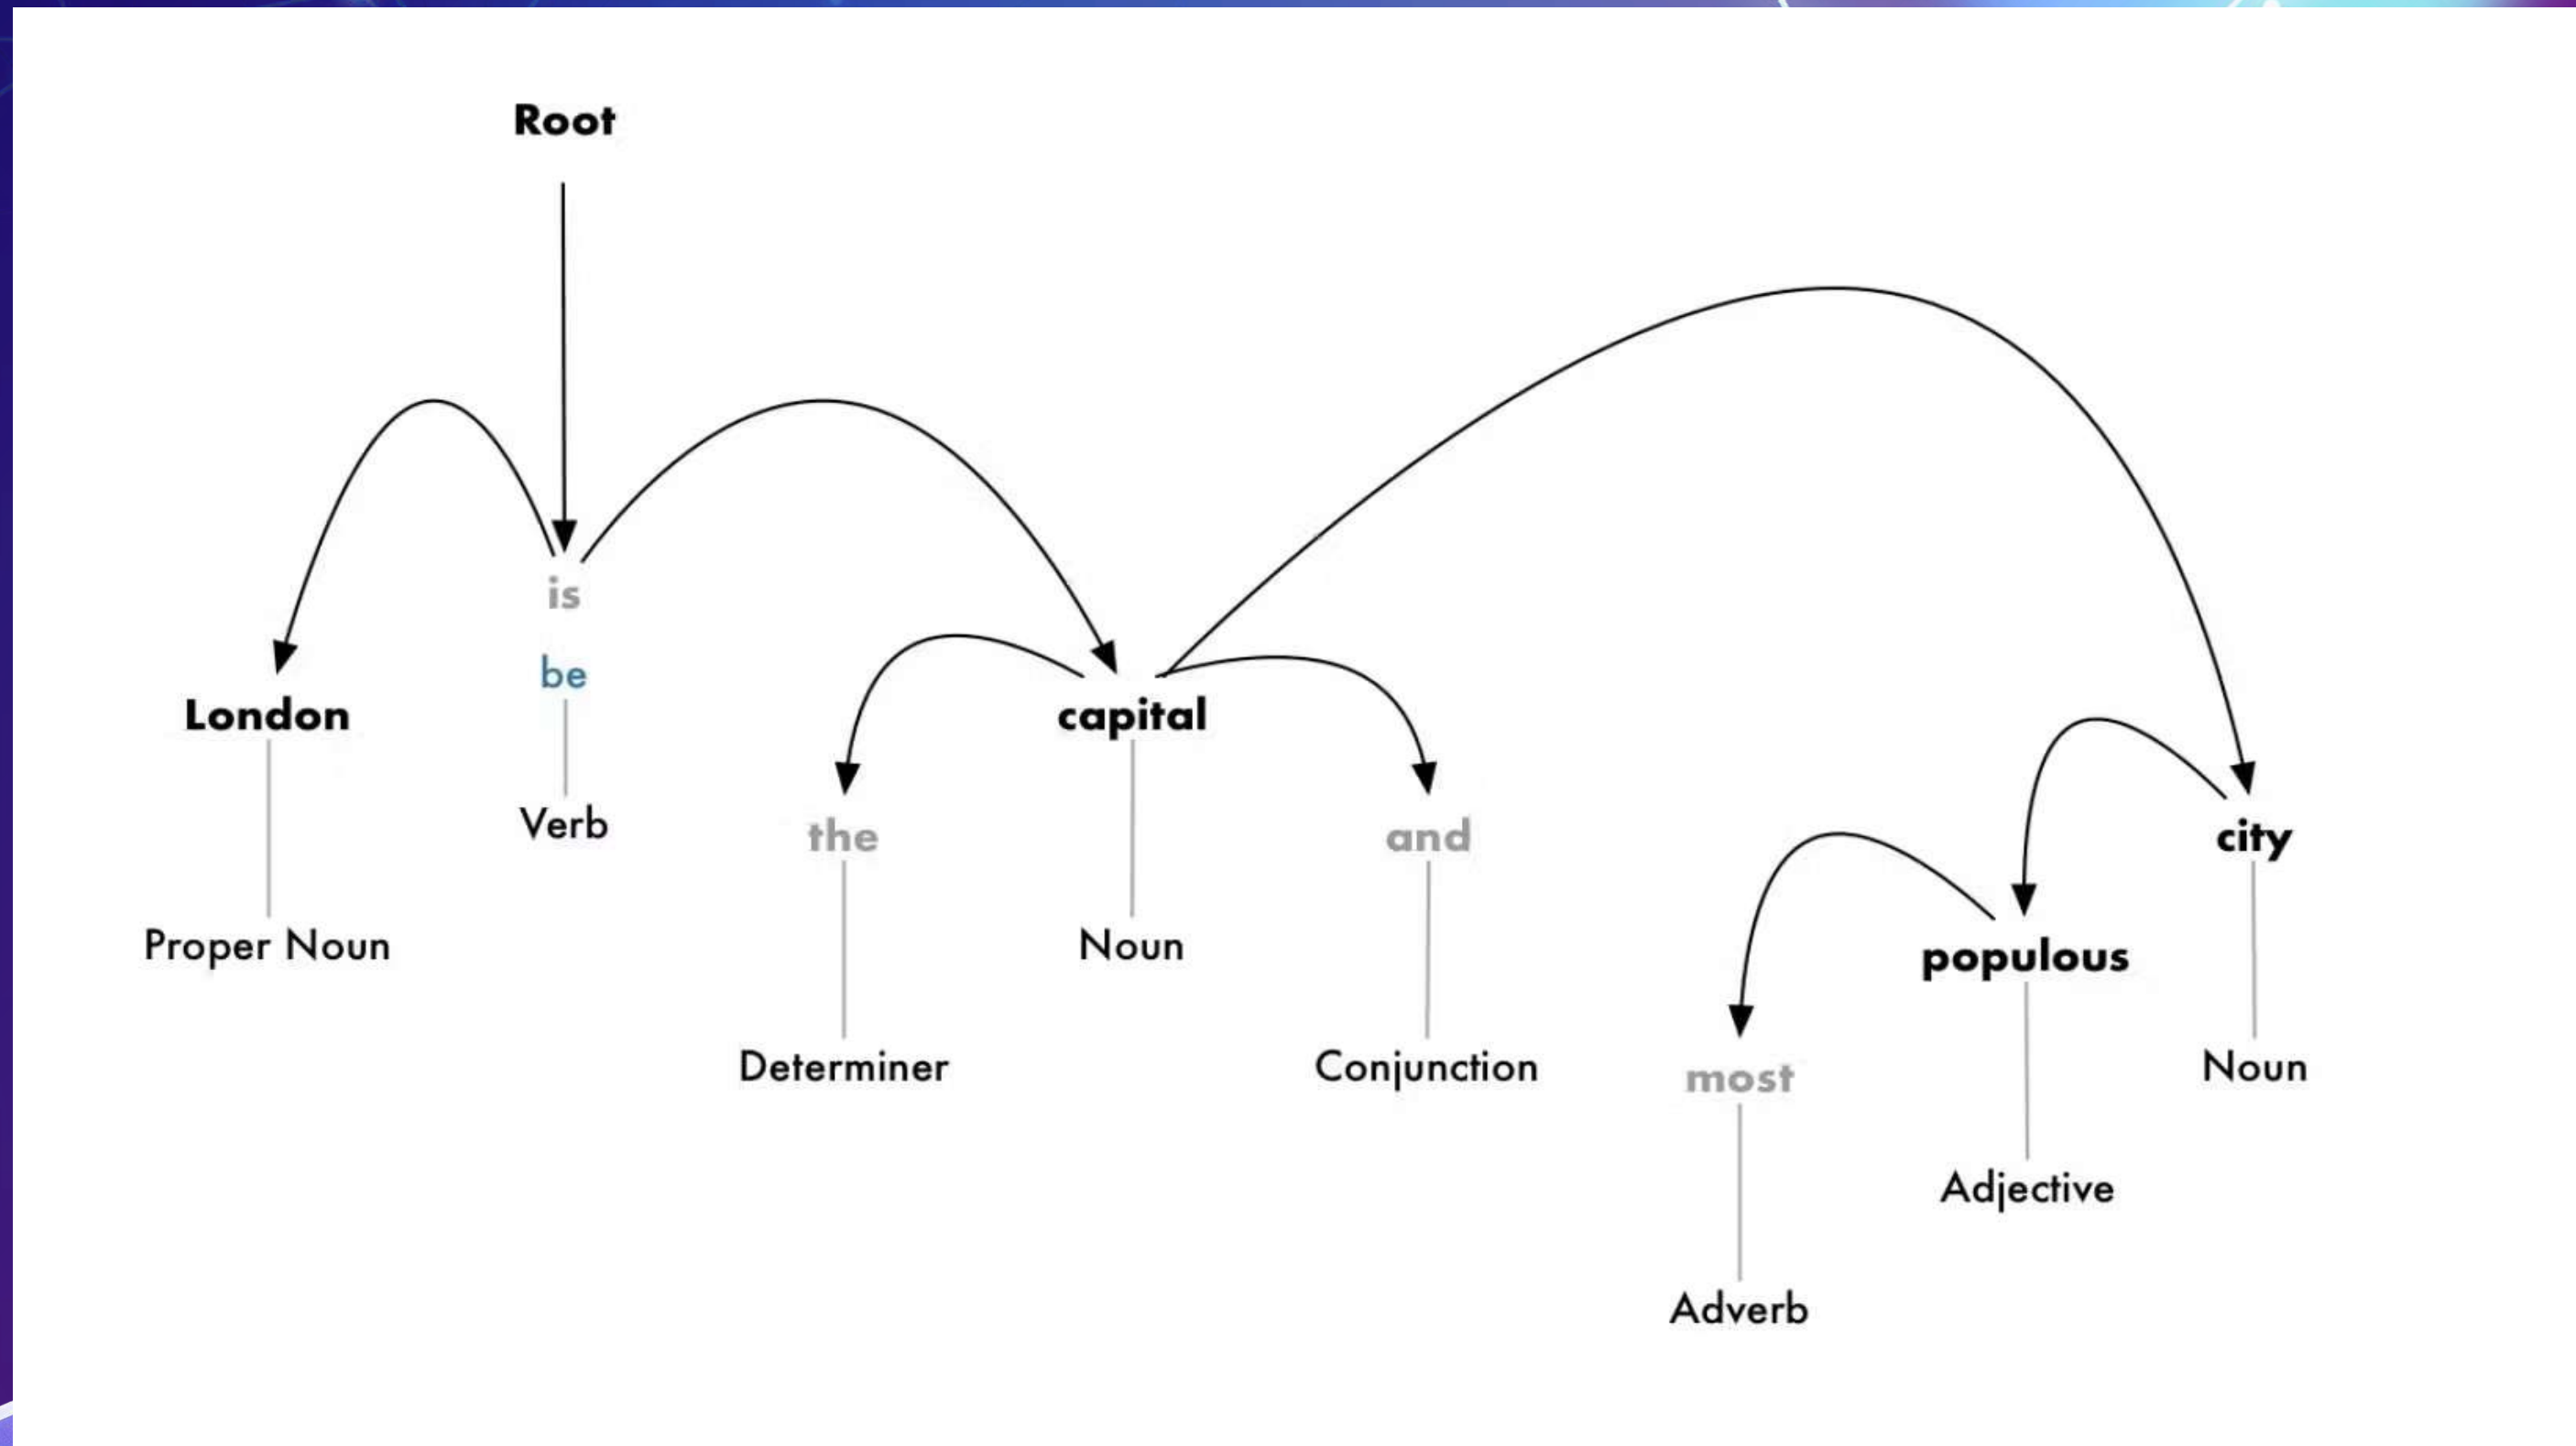 Root
is
be
London
capital
Verb
the
and
city
Proper Noun
Noun
populous
Determiner
Conjunction
most
Noun
Adjective
Adverb